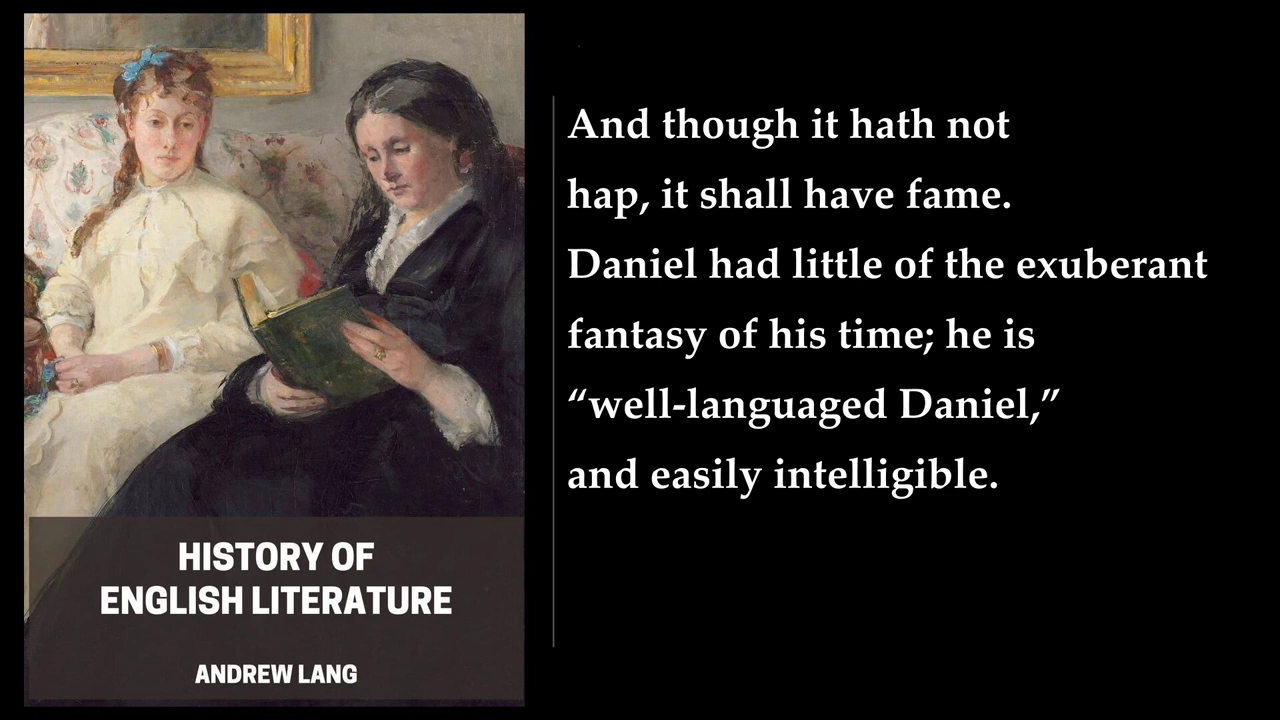 HISTORY OF
ENGLISH LITERATURE
ANDREW LANG
And though it hath not
hap, it shall have fame.
Daniel had little of the exuberant
fantasy of his time; he is
“well-languaged Daniel,”
and easily intelligible.